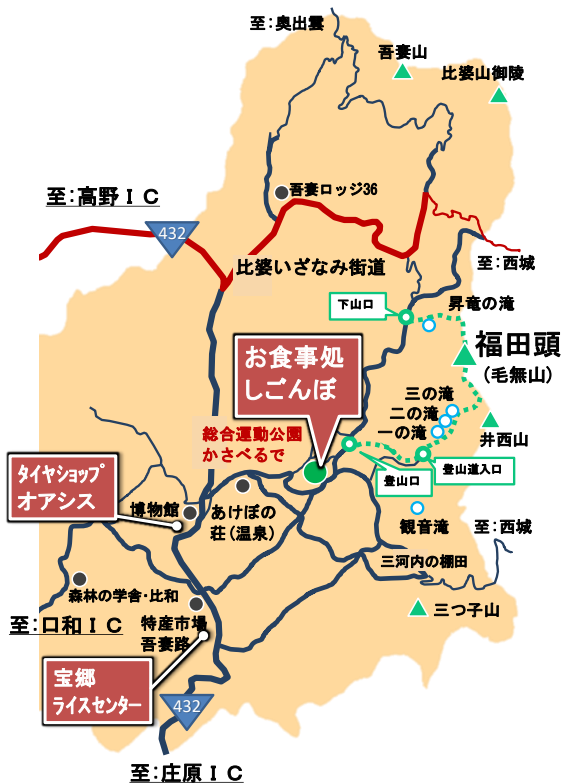 至：奥出雲
吾妻山
比婆山御陵
吾妻ロッジ36
至：高野ＩＣ
432
比婆いざなみ街道
至：西城
下山口
昇竜の滝
福田頭
（毛無山）
お食事処
しごんぼ
三の滝
二の滝
一の滝
井西山
総合運動公園
かさべるで
登山口
登山道入口
タイヤショップ
オアシス
博物館
あけぼの
荘（温泉）
観音滝
至：西城
三河内の棚田
森林の学舎・比和
特産市場
吾妻路
三つ子山
至：口和ＩＣ
宝郷
ライスセンター
432
至：庄原ＩＣ